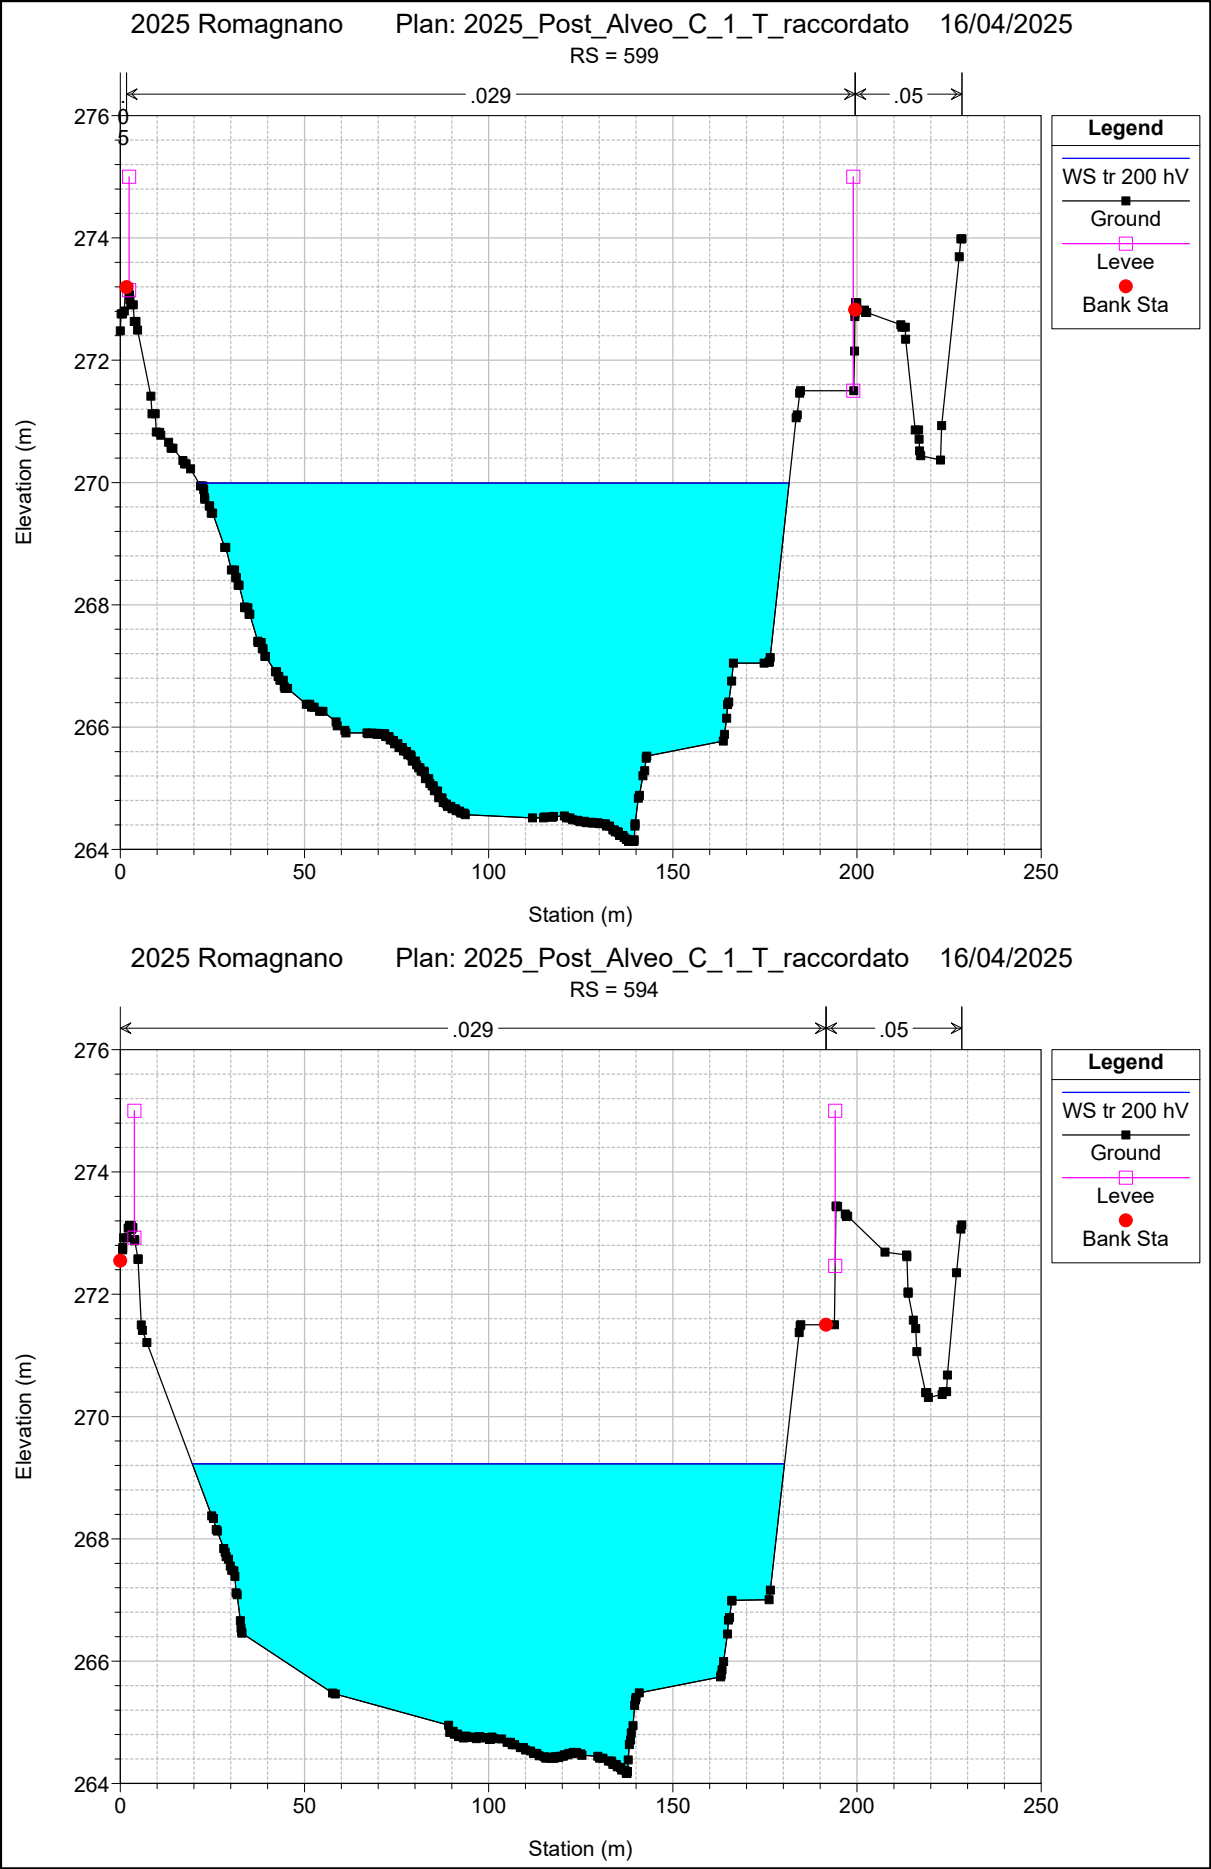 2025 Romagnano Plan: 2025_Post_Alveo_C_1_T_raccordato 16/04/2025
RS = 599
.05
.029
.05
276
274
272
270
268
266
264
Elevation (m)
0 50 100 150 200 250
Station (m)
Legend
WS tr 200 hV
Ground
Levee
Bank Sta
2025 Romagnano Plan: 2025_Post_Alveo_C_1_T_raccordato 16/04/2025
RS = 594
.029
.05
276
274
272
270
268
266
264
Elevation (m)
0 50 100 150 200 250
Station (m)
Legend
WS tr 200 hV
Ground
Levee
Bank Sta